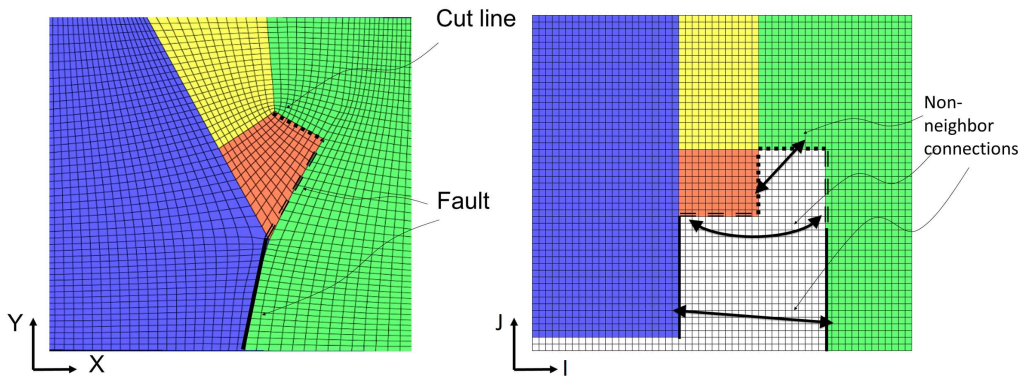 Cut line
Fault
Y
X
Non-
neighbor
connections
J
I